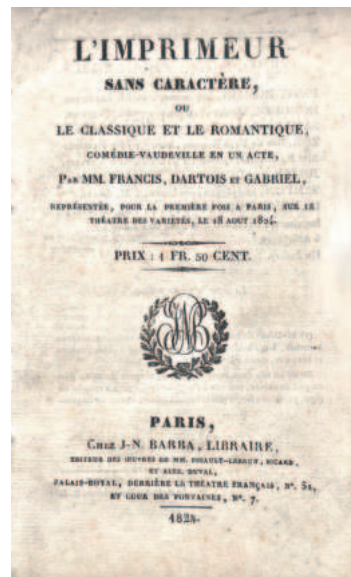 L'IMPRIMEUR
SANS CARACTÈRE,
OU
LE CLASSIQUE ET LE ROMANTIQUE,
COMÉDIE-VAUDEVILLE EN UN ACTE,
PAR MM. FRANCIS, DARTOIS ET GABRIEL,
REPRÉSENTÉE, POUR LA PREMIÈRE FOIS A PARIS, SUR LE
THÉATRE DES VARIÉTÉS, LE 18 AOUT 1824.
PRIX : 1 FR. 50 CENT.
JNB
PARIS,
CHEZ J-N. BARBA, LIBRAIRE,
ÉDITEUR DES ŒUVRES DE MM. PIGAULT-LEBRUN, PICARD,
ET ALEX. DUVAL,
PALAIS-ROYAL, DERRIÈRE LE THÉATRE FRANÇAIS, N°. 51,
ET COUR DES FONTAINES, N°. 7.
1824.